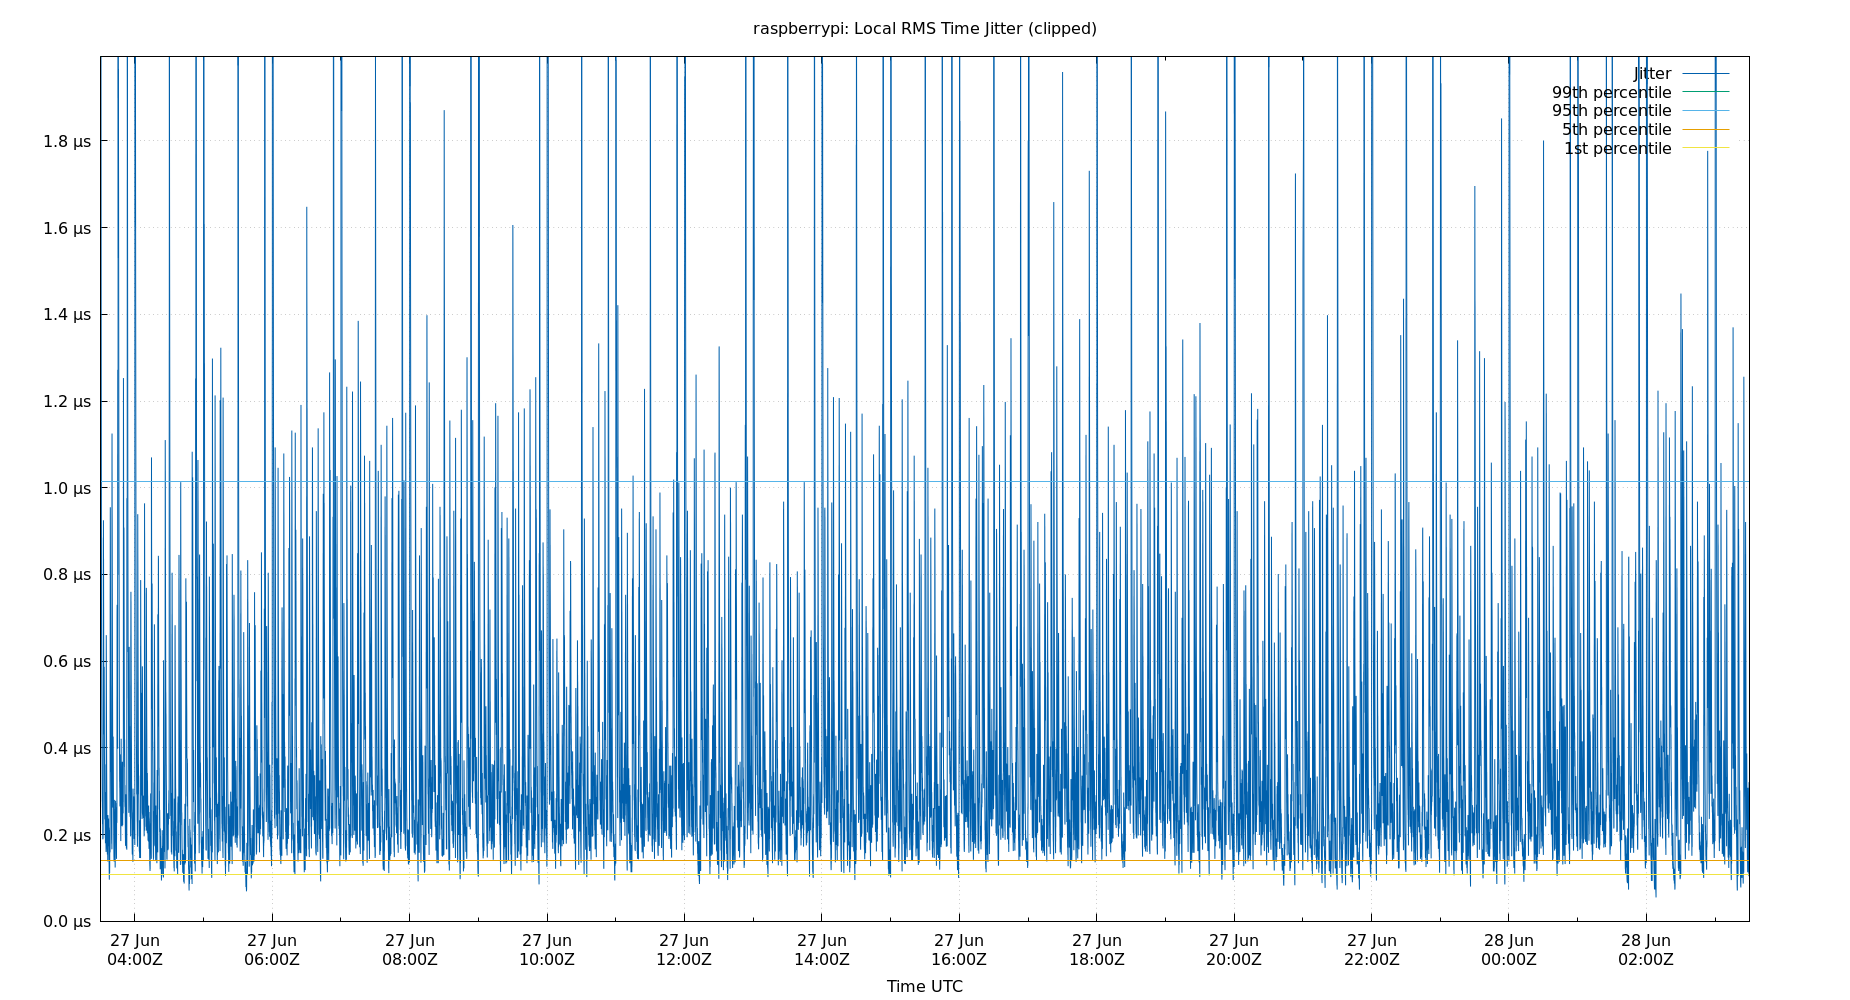 raspberrypi: Local RMS Time Jitter (clipped)
Jitter
99th percentile
95th percentile
5th percentile
1st percentile
1.8 µs
1.6 µs
1.4 µs
1.2 µs
1.0 µs
0.8 µs
0.6 µs
0.4 µs
0.2 µs
0.0 µs
27 Jun 27 Jun 27 Jun 27 Jun 27 Jun 27 Jun 27 Jun 27 Jun 27 Jun 27 Jun 28 Jun 28 Jun
04:00Z 06:00Z 08:00Z 10:00Z 12:00Z 14:00Z 16:00Z 18:00Z 20:00Z 22:00Z 00:00Z 02:00Z
Time UTC